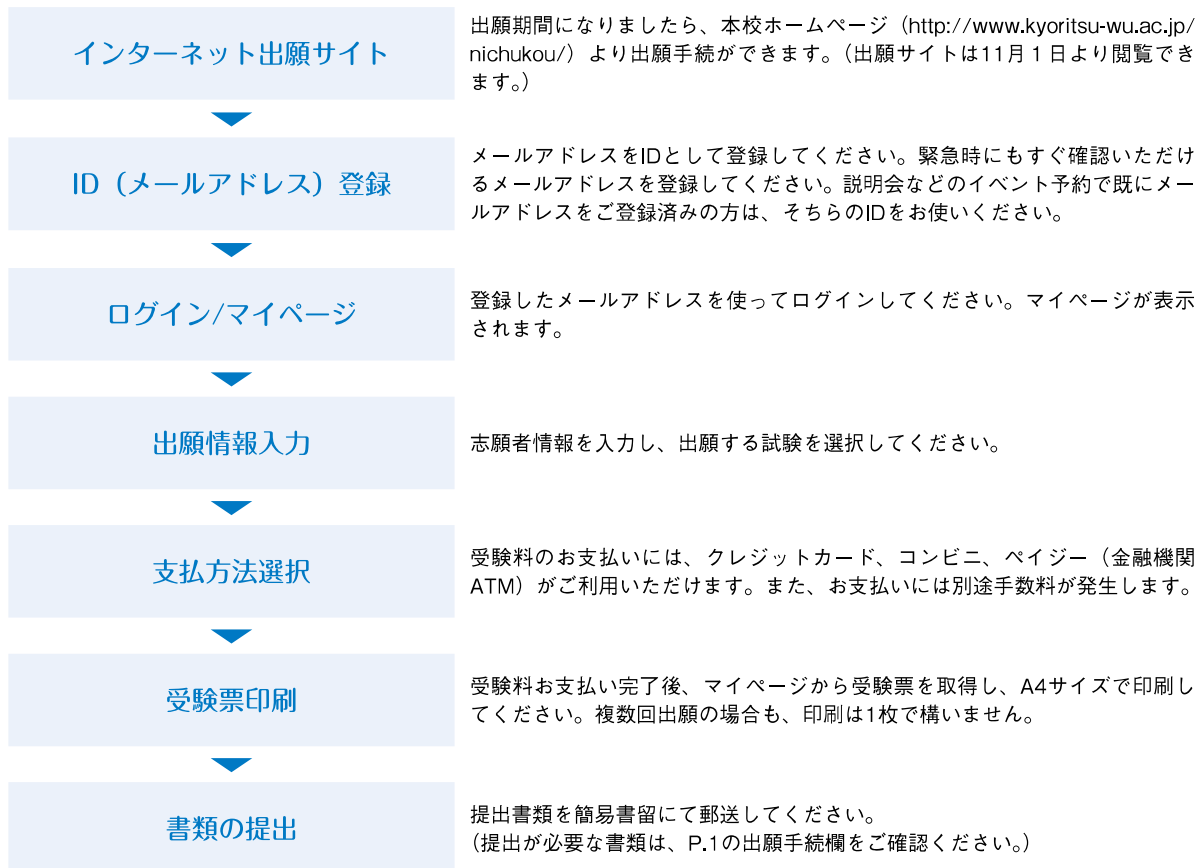 インターネット出願サイト
出願期間になりましたら、本校ホームページ（http://www.kyoritsu-wu.ac.jp/
nichukou/）より出願手続ができます。（出願サイトは11月１日より閲覧でき
ます。）
ID（メールアドレス）登録
メールアドレスをIDとして登録してください。緊急時にもすぐ確認いただけ
るメールアドレスを登録してください。説明会などのイベント予約で既にメー
ルアドレスをご登録済みの方は、そちらのIDをお使いください。
ログイン/マイページ
登録したメールアドレスを使ってログインしてください。マイページが表示
されます。
出願情報入力
志願者情報を入力し、出願する試験を選択してください。
支払方法選択
受験料のお支払いには、クレジットカード、コンビニ、ペイジー（金融機関
ATM）がご利用いただけます。また、お支払いには別途手数料が発生します。
受験票印刷
受験料お支払い完了後、マイページから受験票を取得し、A4サイズで印刷し
てください。複数回出願の場合も、印刷は1枚で構いません。
書類の提出
提出書類を簡易書留にて郵送してください。
(提出が必要な書類は、P.1の出願手続欄をご確認ください。）